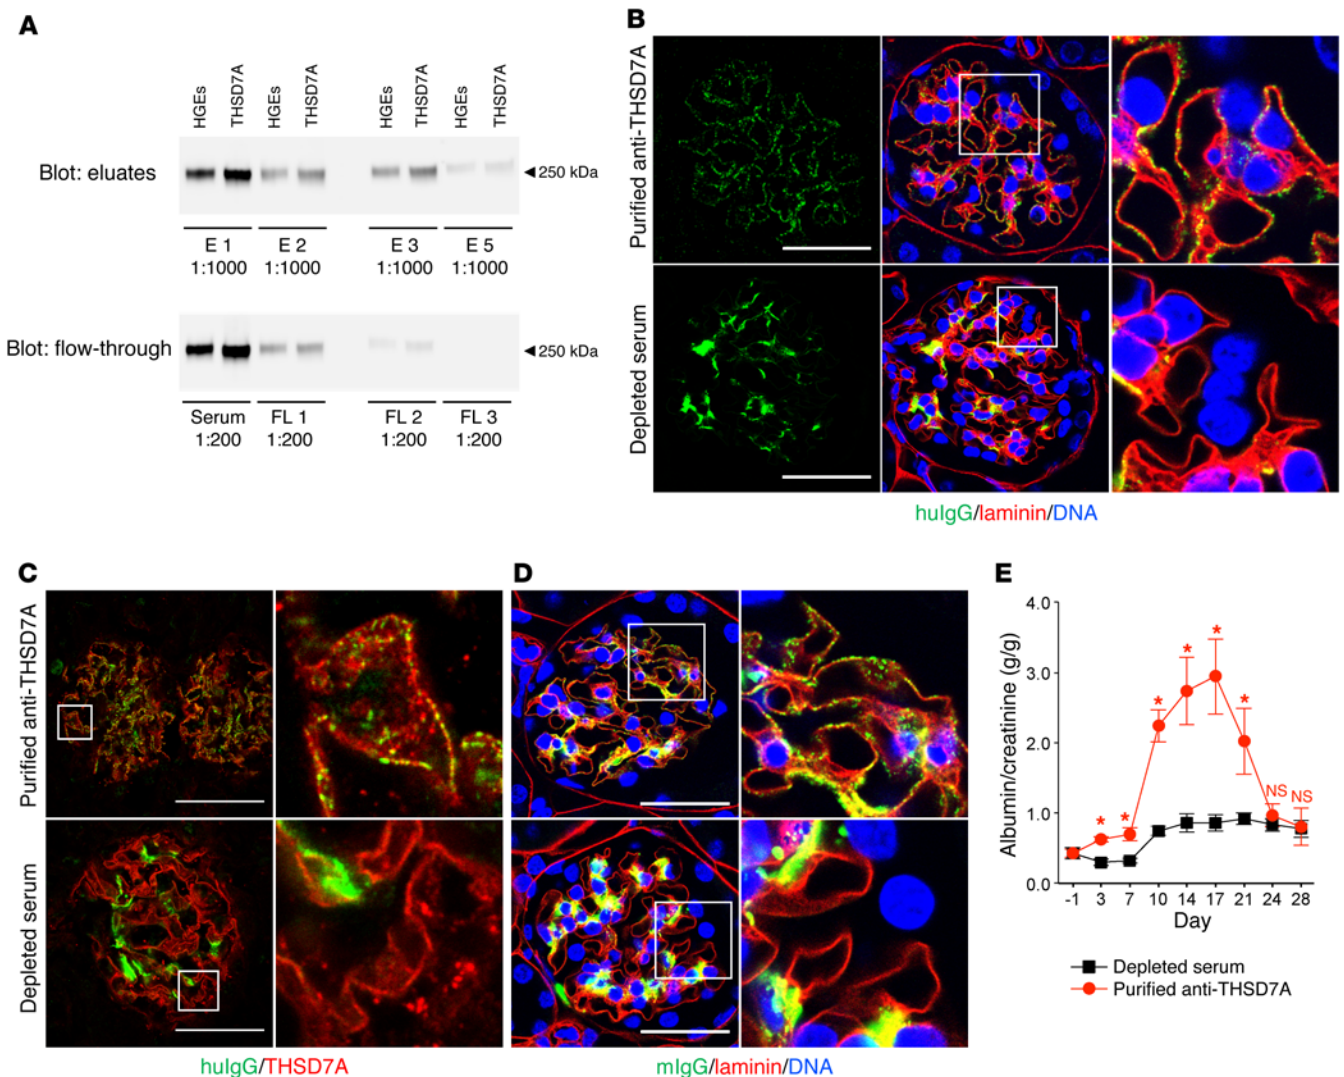 A
HGEs
THSD7A
HGEs
THSD7A
HGEs
THSD7A
HGEs
THSD7A
Blot: eluates
250 kDa
E 1 E 2 E 3 E 5
1:1000 1:1000 1:1000 1:1000
Blot: flow-through
250 kDa
Serum FL 1 FL 2 FL 3
1:200 1:200 1:200 1:200
B
Purified anti-THSD7A
Depleted serum
huIgG/laminin/DNA
C
Purified anti-THSD7A
Depleted serum
huIgG/THSD7A
D
mIgG/laminin/DNA
E
Albumin/creatinine (g/g)
4.0
3.0
2.0
1.0
0.0
* * * * * *
NS NS
-1 3 7 10 14 17 21 24 28
Day
Depleted serum
Purified anti-THSD7A